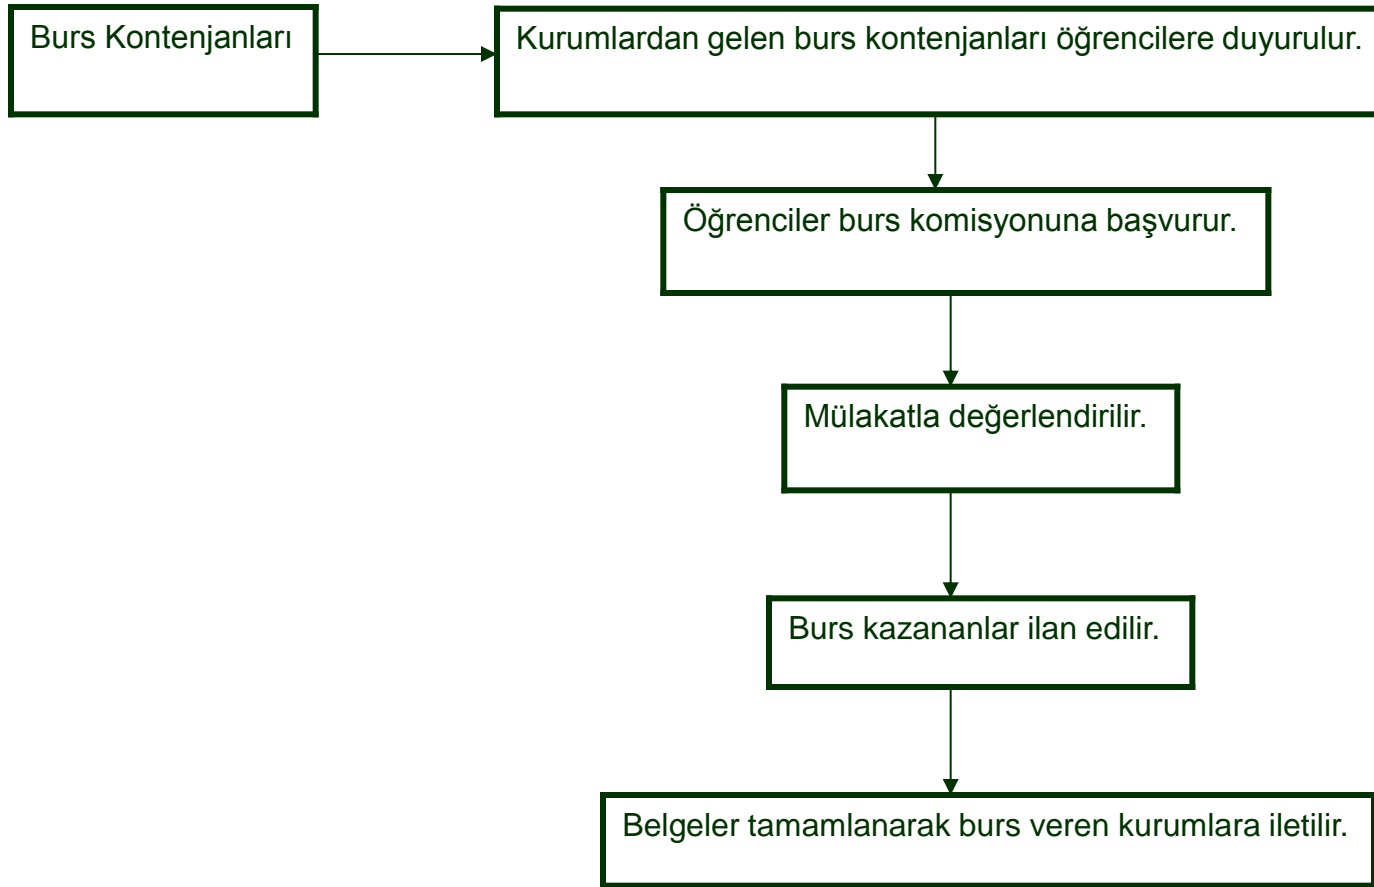 Burs Kontenjanları
Kurumlardan gelen burs kontenjanları öğrencilere duyurulur.
Öğrenciler burs komisyonuna başvurur.
Mülakatla değerlendirilir.
Burs kazananlar ilan edilir.
Belgeler tamamlanarak burs veren kurumlara iletilir.